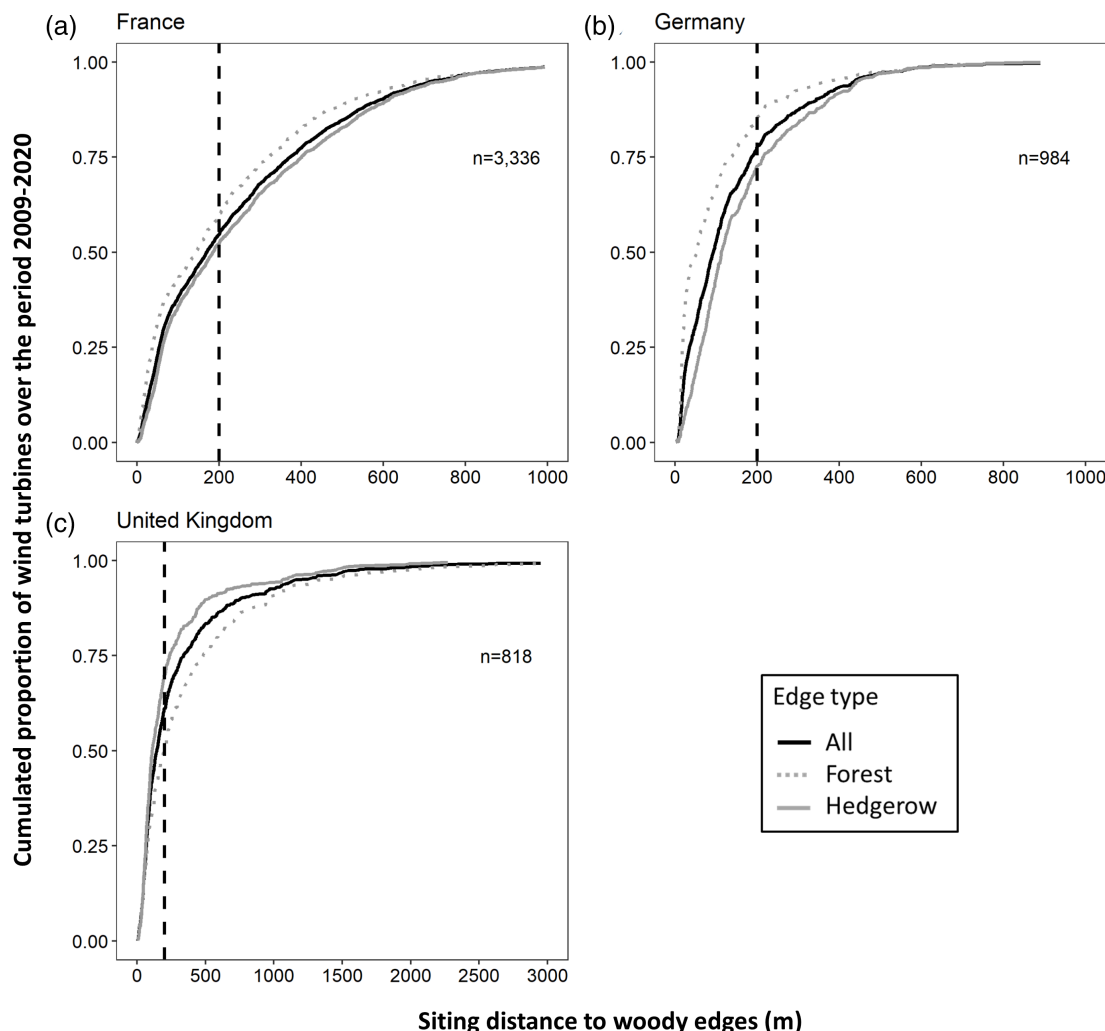 (a) France
1.00
0.75
0.50
0.25
0.00
n=3,336
0 200 400 600 800 1000
(b) Germany
1.00
0.75
0.50
0.25
0.00
n=984
0 200 400 600 800 1000
(c) United Kingdom
1.00
0.75
0.50
0.25
0.00
n=818
0 500 1000 1500 2000 2500 3000
Edge type
All
Forest
Hedgerow
Cumulated proportion of wind turbines over the period 2009-2020
Siting distance to woody edges (m)